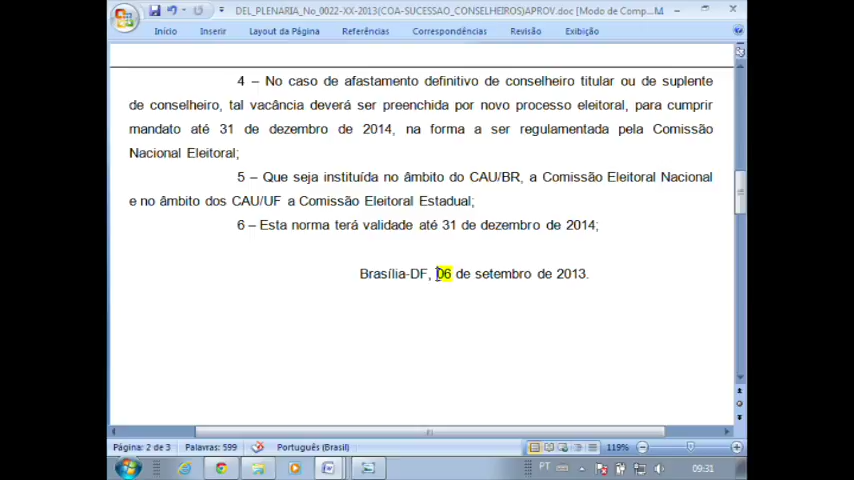 DEL_PLENARIA_No_0022-XX-2013(COA-SUCESSAO_CONSELHEIROS)APROV.doc [Modo de Comp...
Início Inserir Layout da Página Referências Correspondências Revisão Exibição
4 – No caso de afastamento definitivo de conselheiro titular ou de suplente
de conselheiro, tal vacância deverá ser preenchida por novo processo eleitoral, para cumprir
mandato até 31 de dezembro de 2014, na forma a ser regulamentada pela Comissão
Nacional Eleitoral;
5 – Que seja instituída no âmbito do CAU/BR, a Comissão Eleitoral Nacional
e no âmbito dos CAU/UF a Comissão Eleitoral Estadual;
6 – Esta norma terá validade até 31 de dezembro de 2014;
Brasília-DF, 06 de setembro de 2013.
Página: 2 de 3 Palavras: 599 Português (Brasil) 119%
PT 09:31